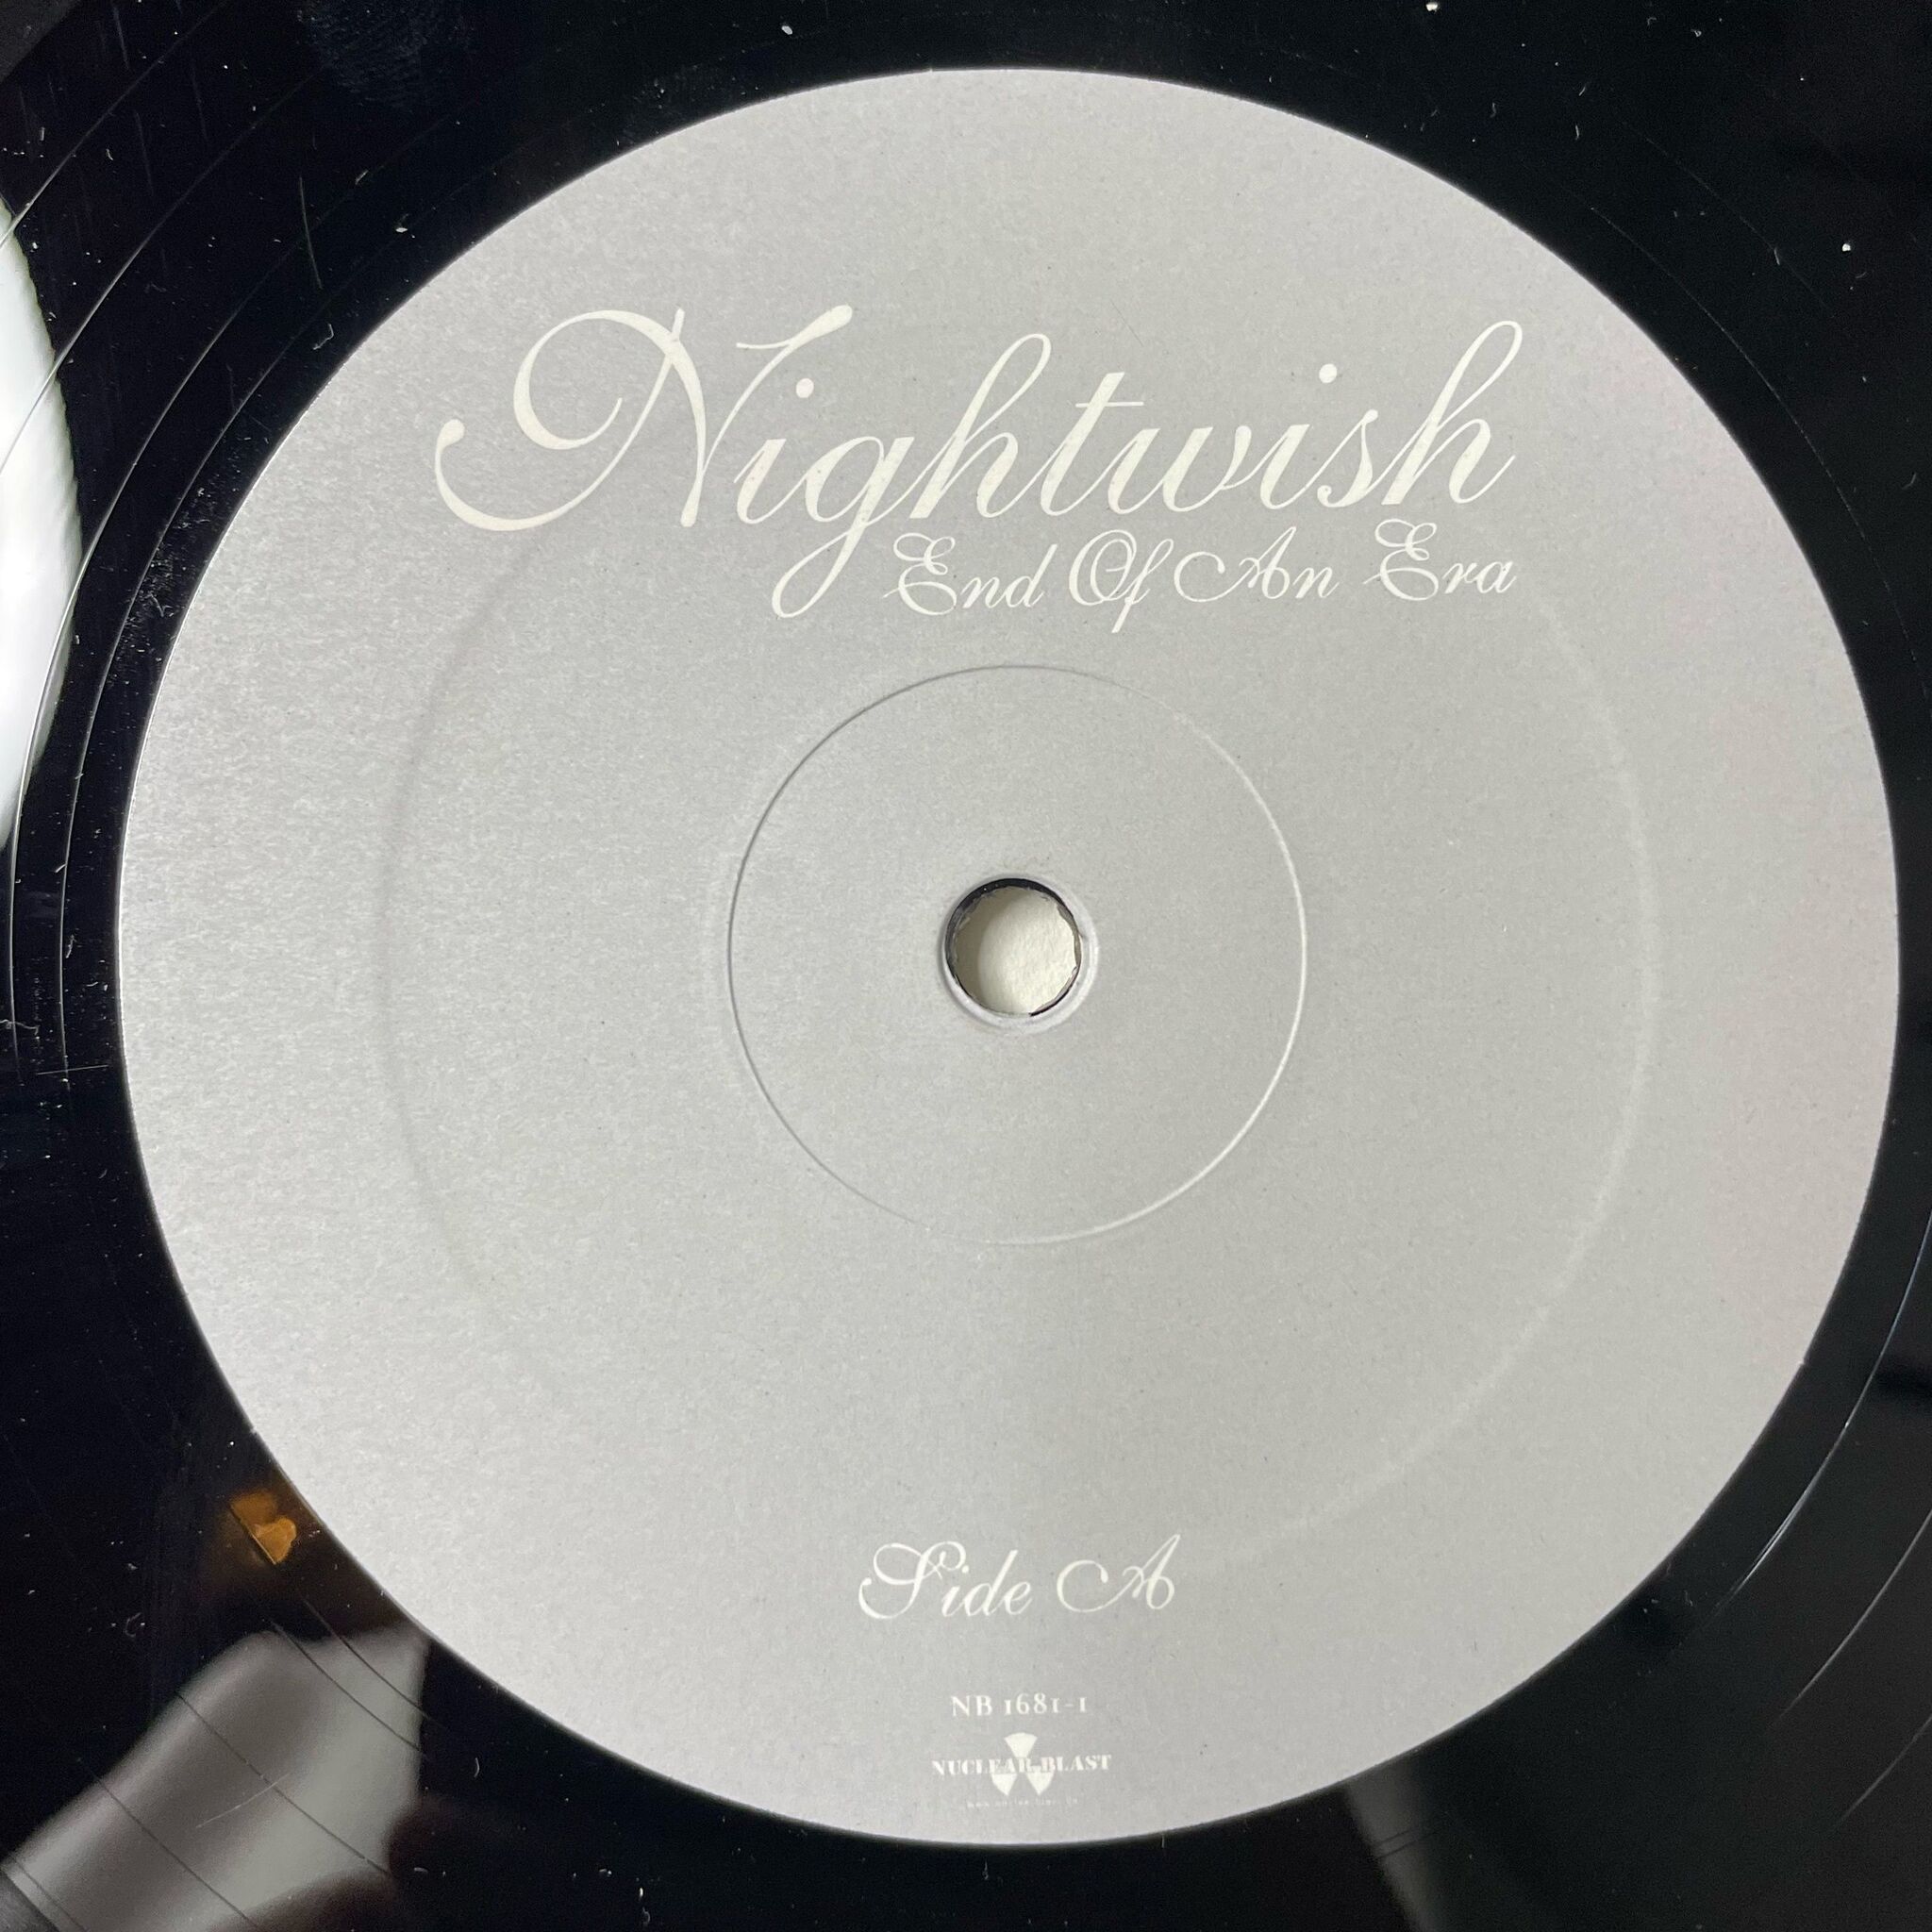 Nightwish
End Of An Era
Side A
NB 1681-1
NUCLEAR BLAST